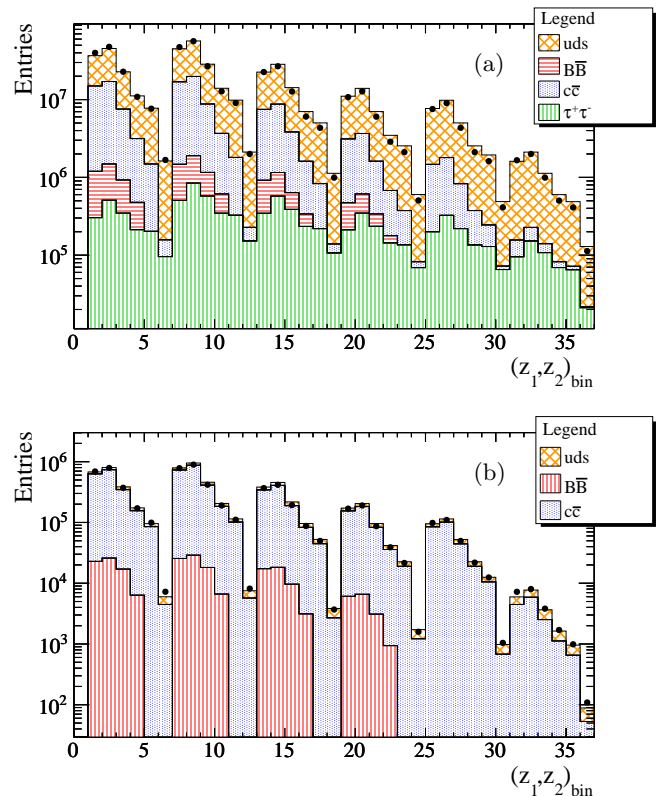 Entries
Legend
uds
BB̅
cc̅
τ⁺τ⁻
(a)
10⁷
10⁶
10⁵
0 5 10 15 20 25 30 35
(z₁,z₂)bin
Entries
Legend
uds
BB̅
cc̅
(b)
10⁶
10⁵
10⁴
10³
10²
0 5 10 15 20 25 30 35
(z₁,z₂)bin